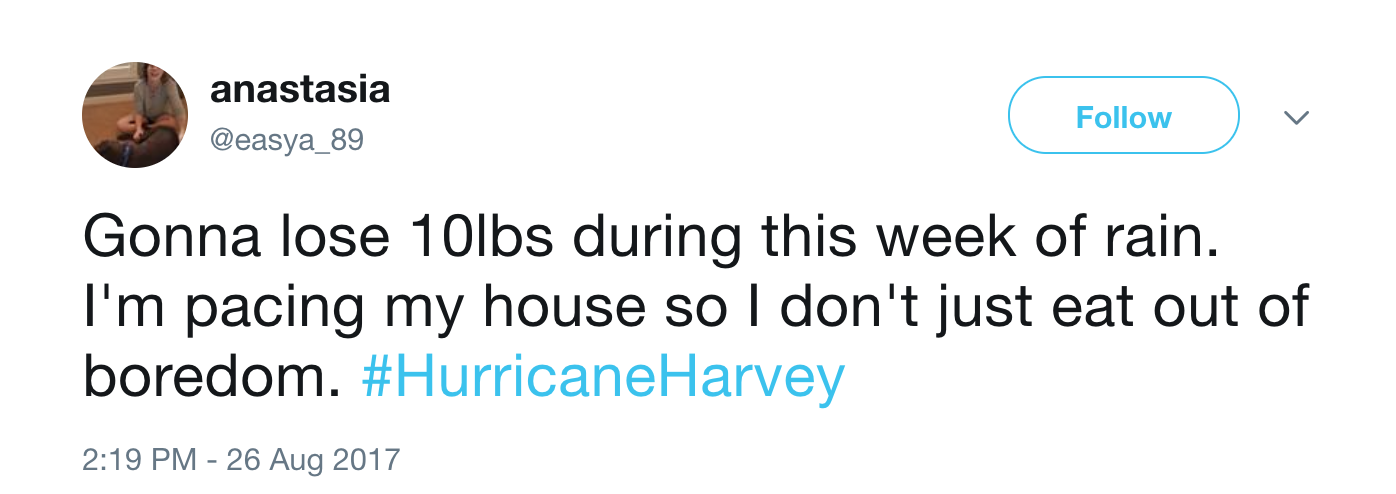 anastasia
@easya_89
Follow
Gonna lose 10lbs during this week of rain.
I'm pacing my house so I don't just eat out of
boredom. #HurricaneHarvey
2:19 PM - 26 Aug 2017